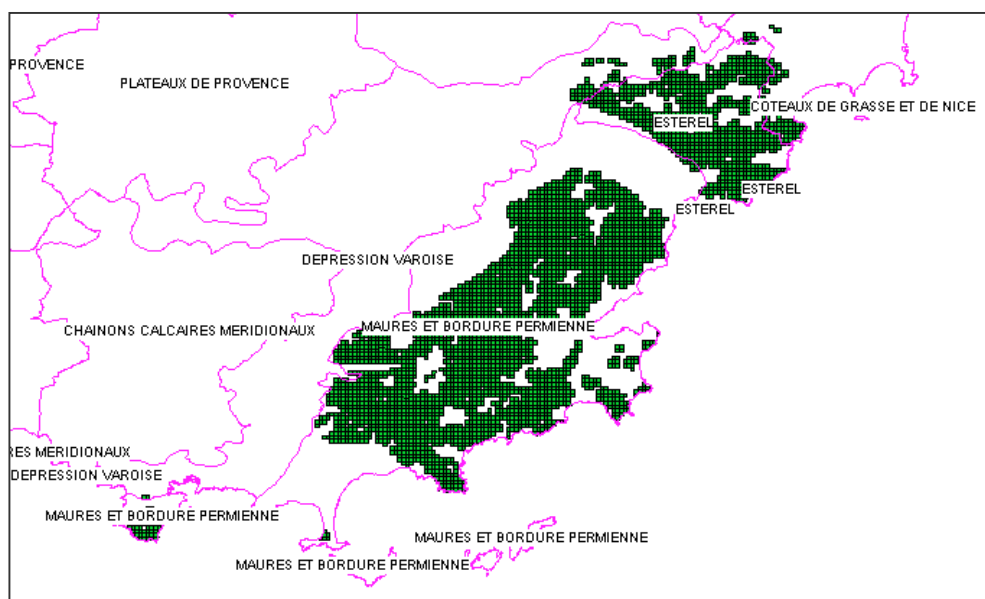 PROVENCE
PLATEAUX DE PROVENCE
COTEAUX DE GRASSE ET DE NICE
ESTEREL
ESTEREL
ESTEREL
DEPRESSION VAROISE
CHAINONS CALCAIRES MERIDIONAUX
MAURES ET BORDURE PERMIENNE
RES MERIDIONAUX
DEPRESSION VAROISE
MAURES ET BORDURE PERMIENNE
MAURES ET BORDURE PERMIENNE
MAURES ET BORDURE PERMIENNE